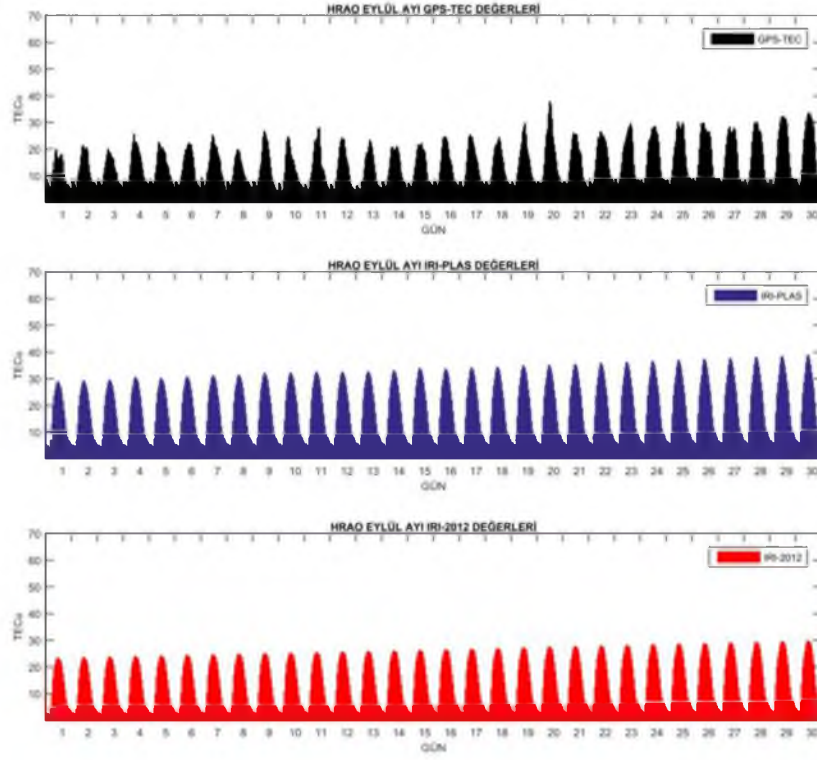 HRAO EYLÜL AYI GPS-TEC DEĞERLERİ
70
60
50
40
30
20
10
TECu
GPS-TEC
1 2 3 4 5 6 7 8 9 10 11 12 13 14 15 16 17 18 19 20 21 22 23 24 25 26 27 28 29 30
GÜN
HRAO EYLÜL AYI IRI-PLAS DEĞERLERİ
70
60
50
40
30
20
10
TECu
IRI-PLAS
1 2 3 4 5 6 7 8 9 10 11 12 13 14 15 16 17 18 19 20 21 22 23 24 25 26 27 28 29 30
GÜN
HRAO EYLÜL AYI IRI-2012 DEĞERLERİ
70
60
50
40
30
20
10
TECu
IRI-2012
1 2 3 4 5 6 7 8 9 10 11 12 13 14 15 16 17 18 19 20 21 22 23 24 25 26 27 28 29 30
GÜN